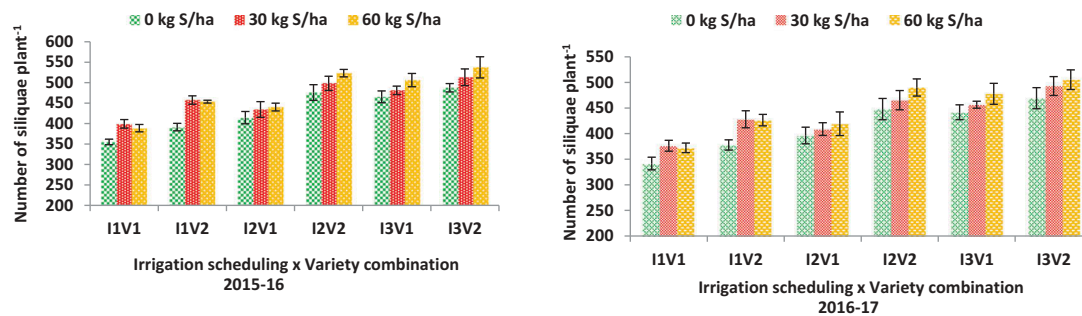 0 kg S/ha 30 kg S/ha 60 kg S/ha
Number of siliquae plant-1
600
550
500
450
400
350
300
250
200
I1V1 I1V2 I2V1 I2V2 I3V1 I3V2
Irrigation scheduling x Variety combination
2015-16
0 kg S/ha 30 kg S/ha 60 kg S/ha
Number of siliquae plant-1
550
500
450
400
350
300
250
200
I1V1 I1V2 I2V1 I2V2 I3V1 I3V2
Irrigation scheduling x Variety combination
2016-17